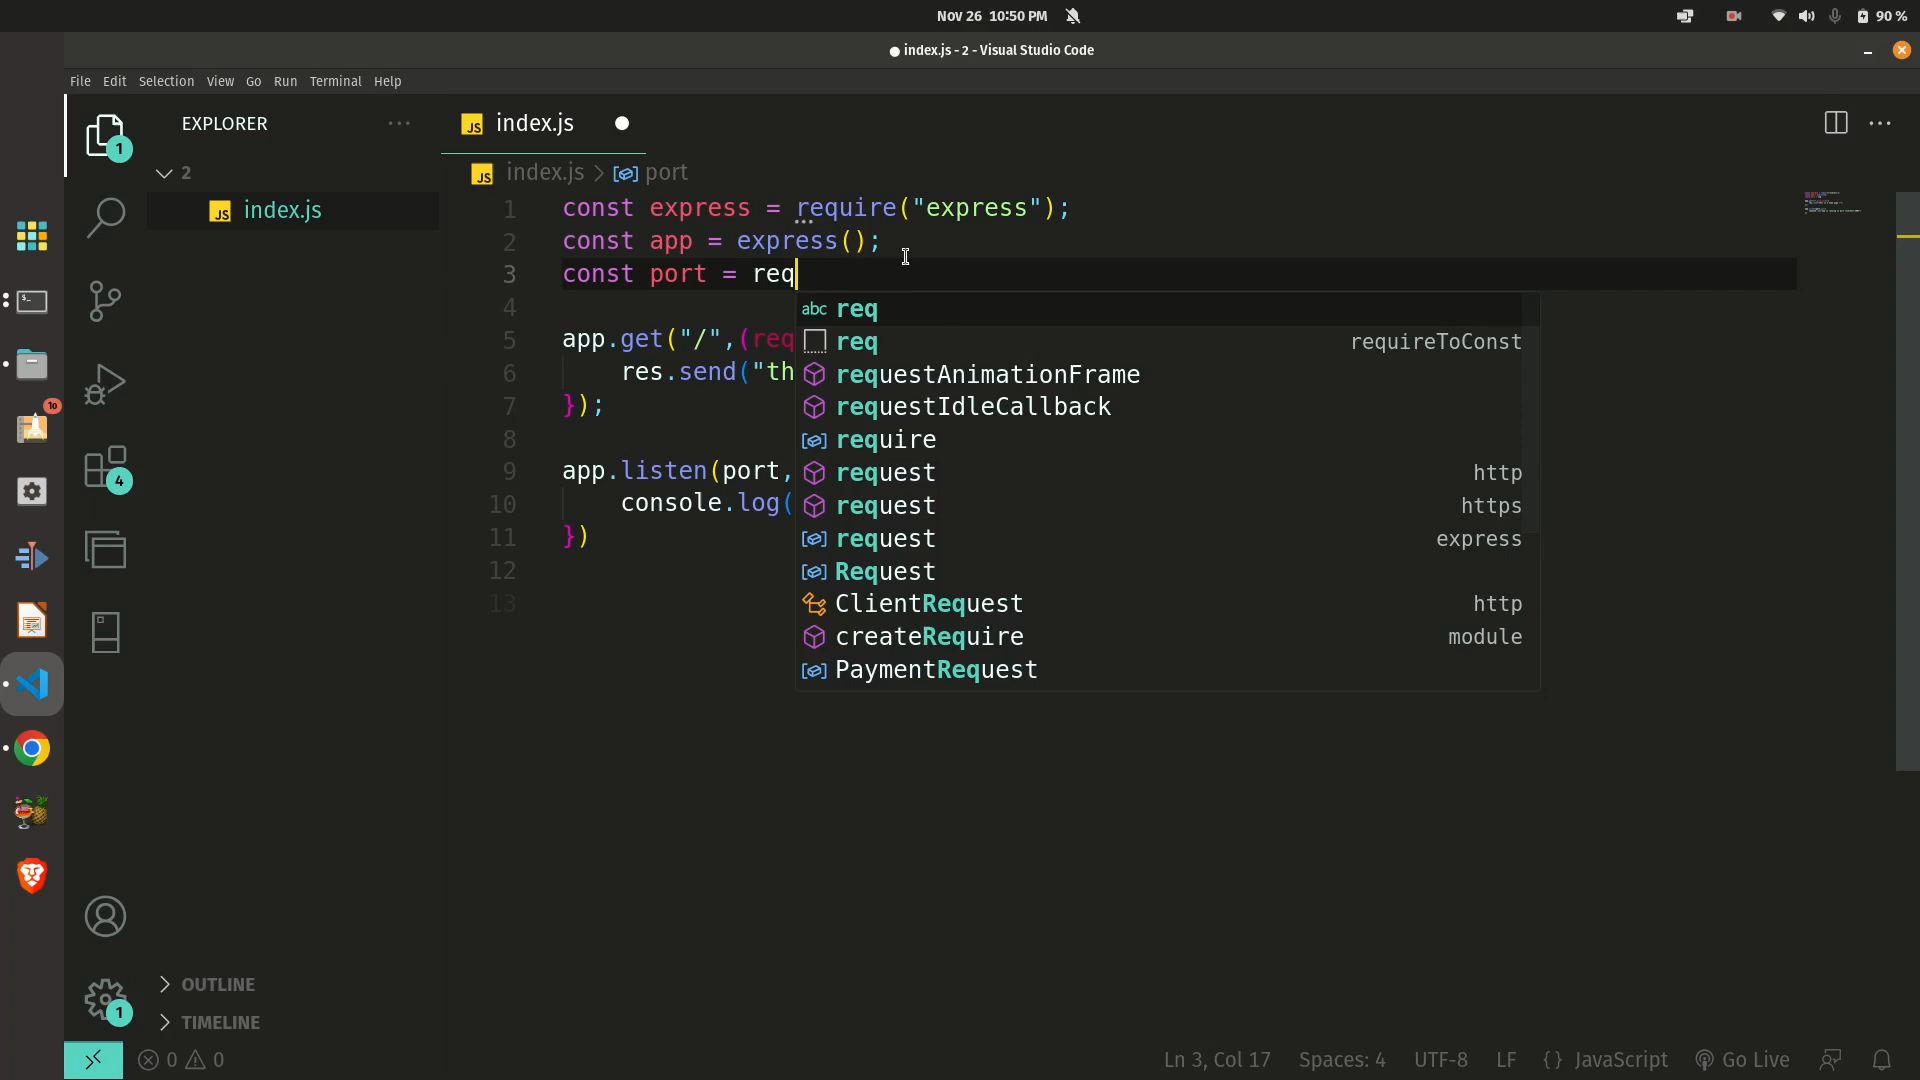 Nov 26 10:50 PM
90 %
index.js - 2 - Visual Studio Code
File Edit Selection View Go Run Terminal Help
EXPLORER
index.js
2
index.js > port
index.js
1 const express = require("express");
2 const app = express();
3 const port = req
4
5 app.get("/",(req
6 res.send("th
7 });
8
9 app.listen(port,
10 console.log(
11 })
12
13
abc req
req requireToConst
requestAnimationFrame
requestIdleCallback
require
request http
request https
request express
Request
ClientRequest http
createRequire module
PaymentRequest
1
4
10
1
OUTLINE
TIMELINE
0 0
Ln 3, Col 17 Spaces: 4 UTF-8 LF {} JavaScript Go Live